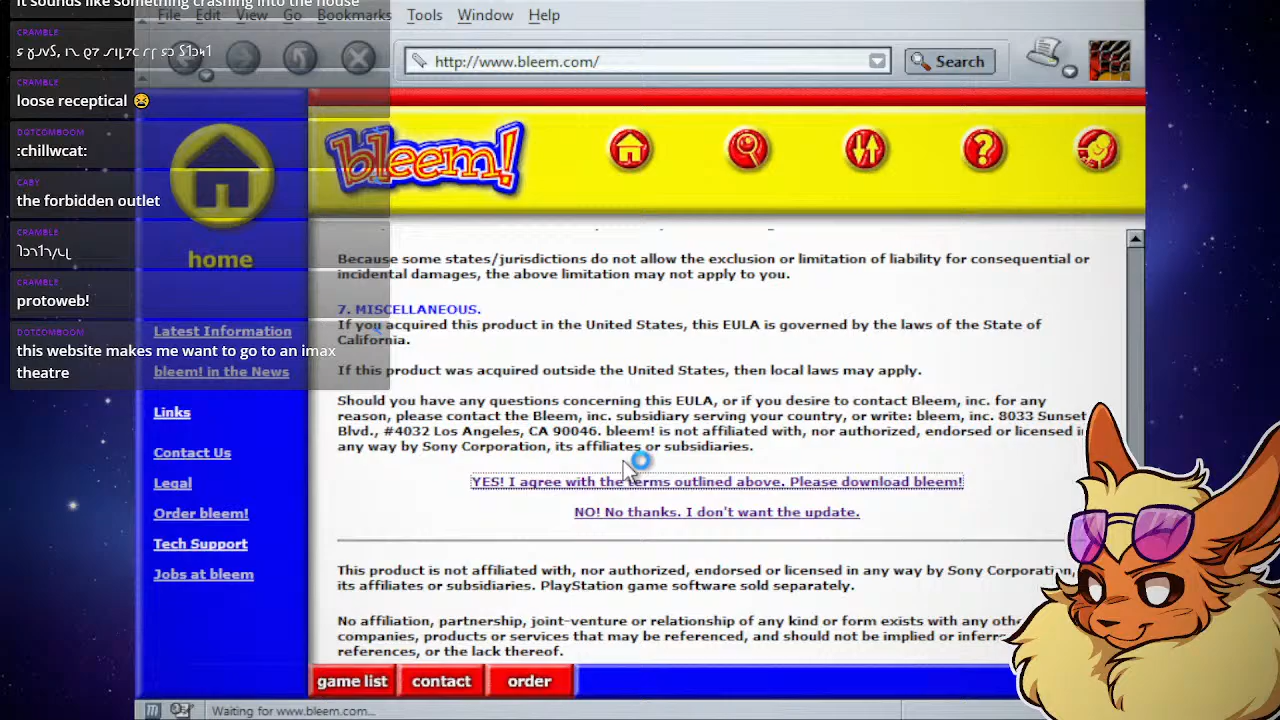 it sounds like something crashing into the house
CRAMBLE
CRAMBLE
loose receptical 😣
DOTCOMBOOM
:chillwcat:
CABY
the forbidden outlet
CRAMBLE
CRAMBLE
protoweb!
DOTCOMBOOM
this website makes me want to go to an imax
theatre
File Edit View Go Bookmarks Tools Window Help
http://www.bleem.com/
Search
bleem!
home
Latest Information
bleem! in the News
Links
Contact Us
Legal
Order bleem!
Tech Support
Jobs at bleem
Because some states/jurisdictions do not allow the exclusion or limitation of liability for consequential or
incidental damages, the above limitation may not apply to you.
7. MISCELLANEOUS.
If you acquired this product in the United States, this EULA is governed by the laws of the State of
California.
If this product was acquired outside the United States, then local laws may apply.
Should you have any questions concerning this EULA, or if you desire to contact Bleem, inc. for any
reason, please contact the Bleem, inc. subsidiary serving your country, or write: bleem, inc. 8033 Sunset
Blvd., #4032 Los Angeles, CA 90046. bleem! is not affiliated with, nor authorized, endorsed or licensed in
any way by Sony Corporation, its affiliates or subsidiaries.
YES! I agree with the terms outlined above. Please download bleem!
NO! No thanks. I don't want the update.
This product is not affiliated with, nor authorized, endorsed or licensed in any way by Sony Corporation,
its affiliates or subsidiaries. PlayStation game software sold separately.
No affiliation, partnership, joint-venture or relationship of any kind or form exists with any
companies, products or services that may be referenced, and should not be implied or
references, or the lack thereof.
game list
contact
order
Waiting for www.bleem.com...